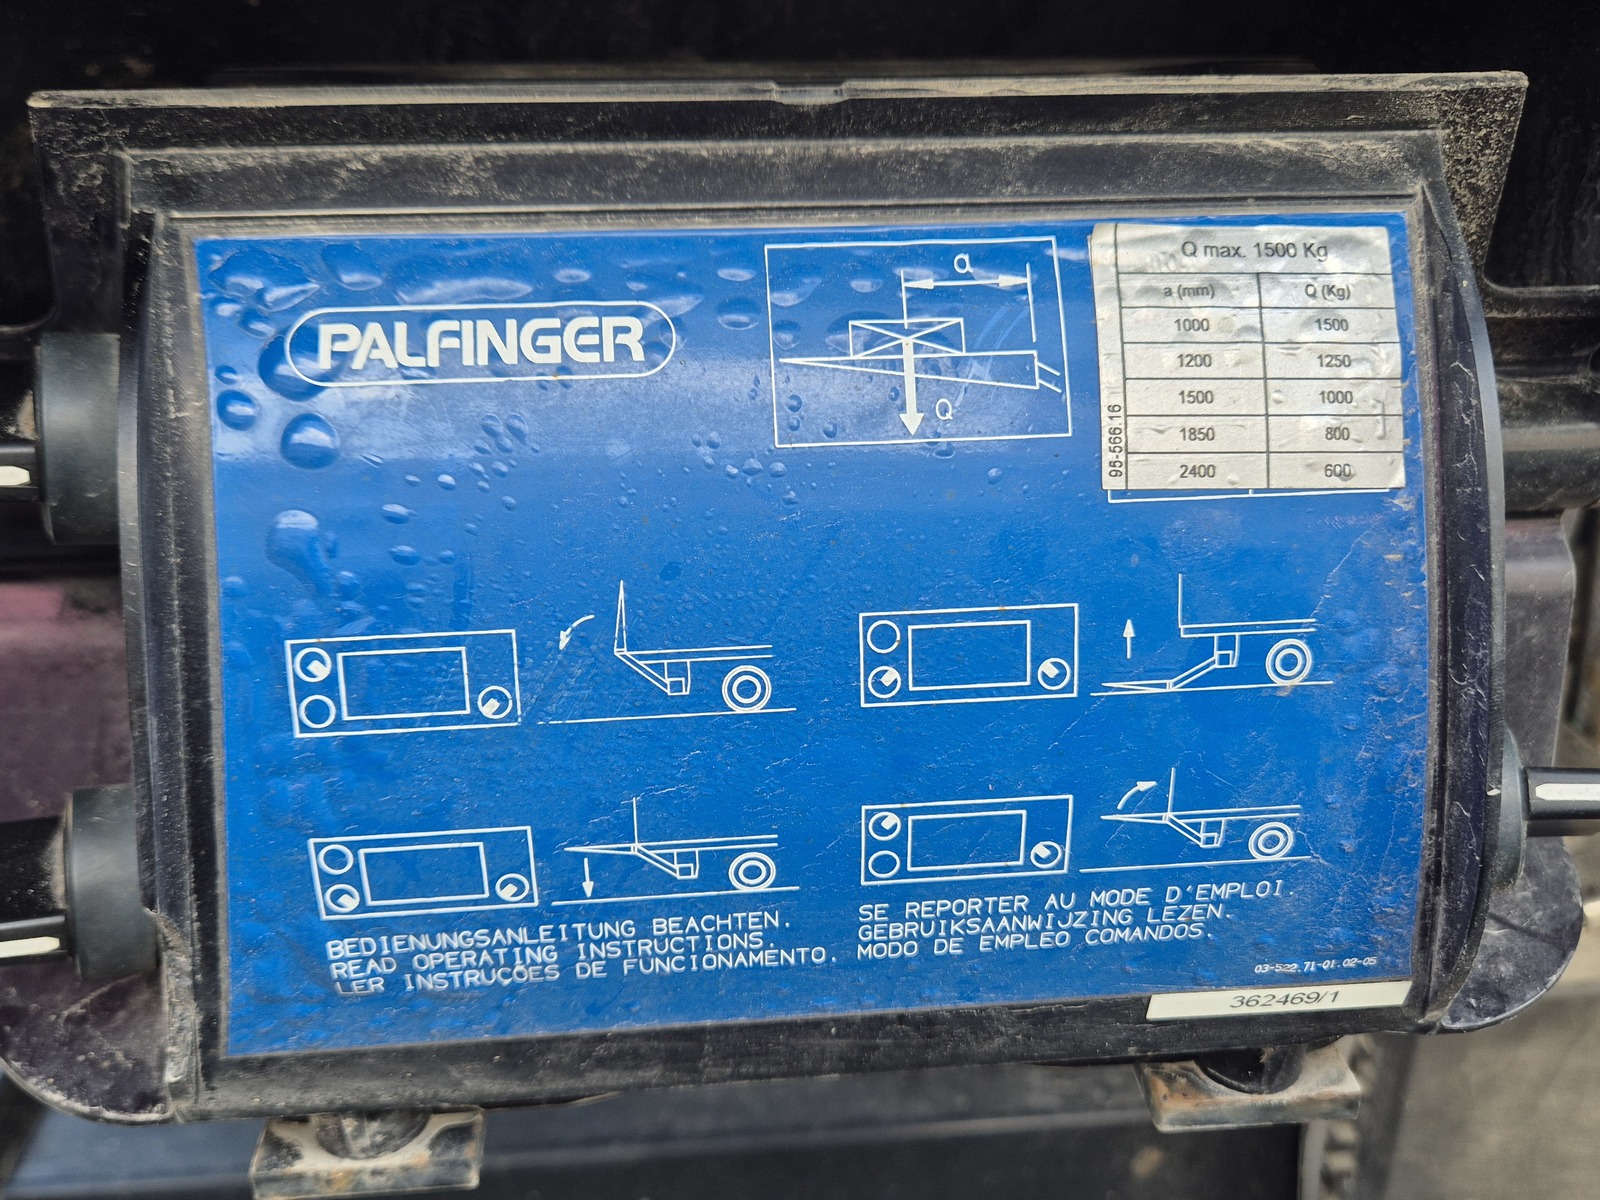 PALFINGER
a
Q
Q max. 1500 Kg
a (mm) Q (Kg)
1000 1500
1200 1250
1500 1000
1850 800
2400 600
95-566.16
BEDIENUNGSANLEITUNG BEACHTEN.
READ OPERATING INSTRUCTIONS.
LER INSTRUÇÕES DE FUNCIONAMENTO.
SE REPORTER AU MODE D'EMPLOI.
GEBRUIKSAANWIJZING LEZEN.
MODO DE EMPLEO COMANDOS.
03-522.71-01.02-05
362469/1